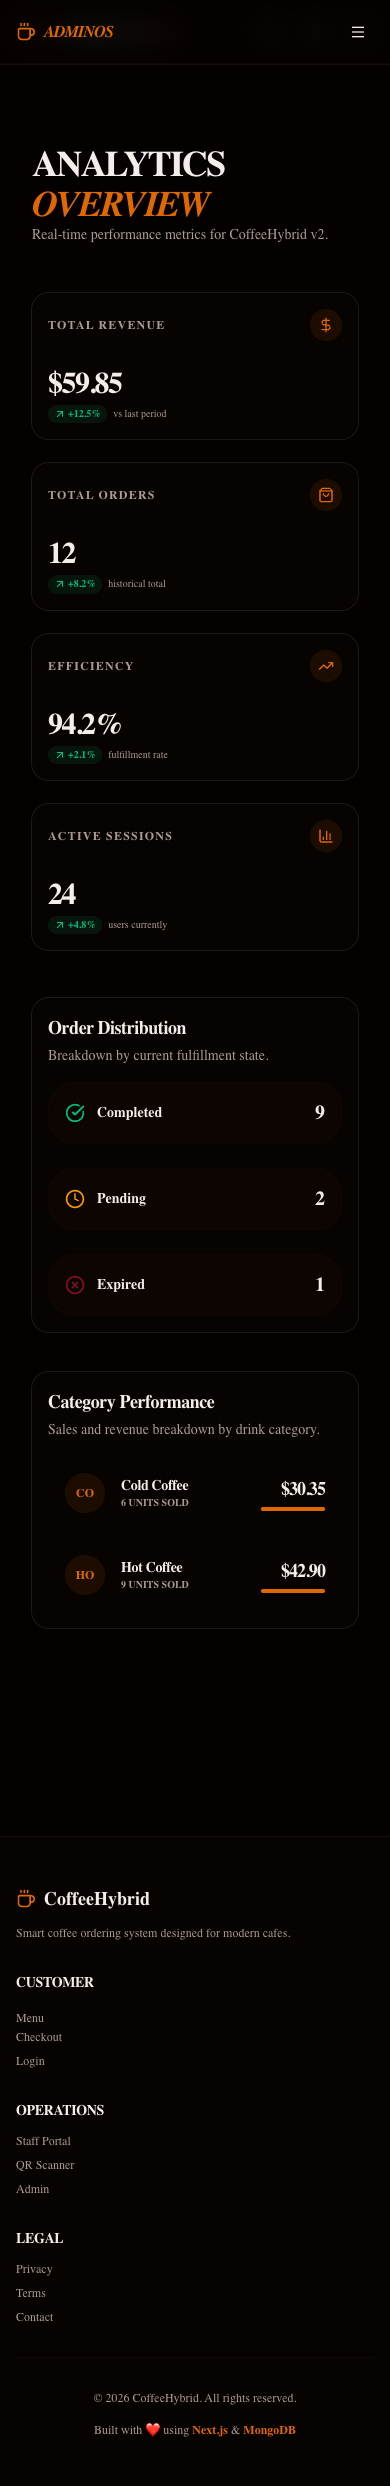 ADMINOS
ANALYTICS
OVERVIEW
Real-time performance metrics for CoffeeHybrid v2.
TOTAL REVENUE
$59.85
+12.5% vs last period
TOTAL ORDERS
12
+8.2% historical total
EFFICIENCY
94.2%
+2.1% fulfillment rate
ACTIVE SESSIONS
24
+4.8% users currently
Order Distribution
Breakdown by current fulfillment state.
Completed 9
Pending 2
Expired 1
Category Performance
Sales and revenue breakdown by drink category.
CO Cold Coffee $30.35
6 UNITS SOLD
HO Hot Coffee $42.90
9 UNITS SOLD
CoffeeHybrid
Smart coffee ordering system designed for modern cafes.
CUSTOMER
Menu
Checkout
Login
OPERATIONS
Staff Portal
QR Scanner
Admin
LEGAL
Privacy
Terms
Contact
© 2026 CoffeeHybrid. All rights reserved.
Built with ❤️ using Next.js & MongoDB